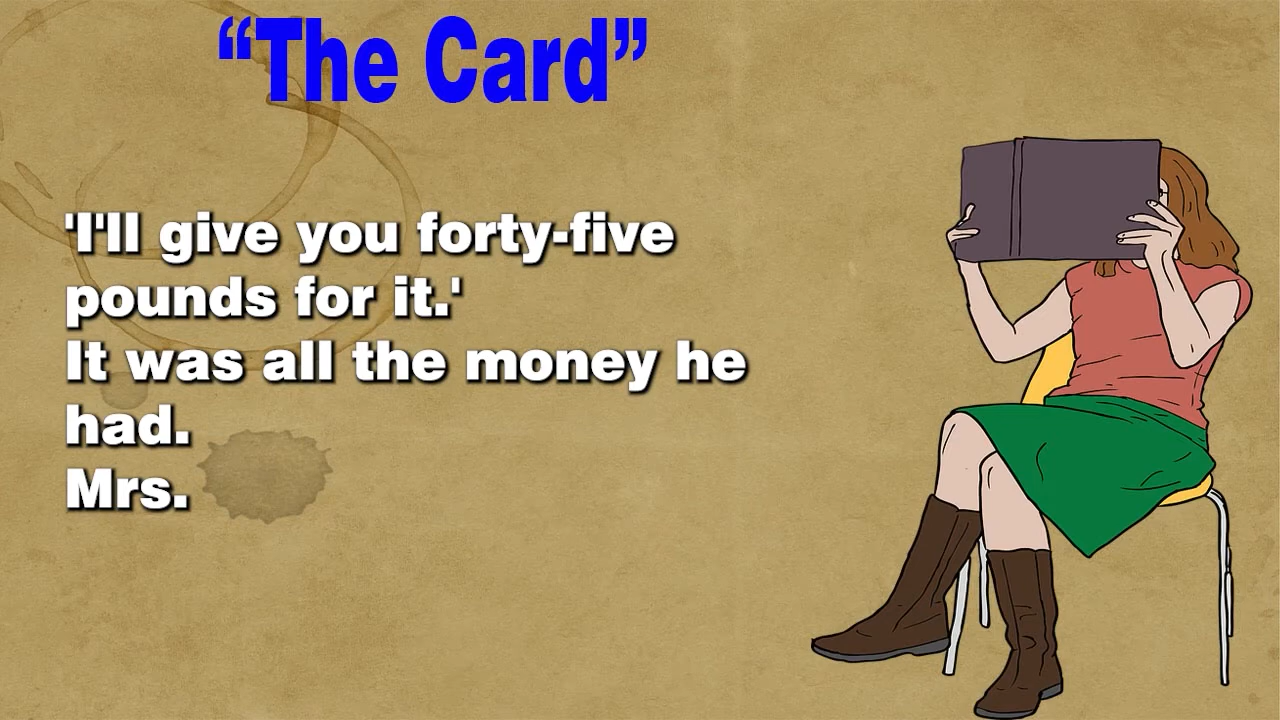 “The Card”
'I'll give you forty-five
pounds for it.'
It was all the money he
had.
Mrs.